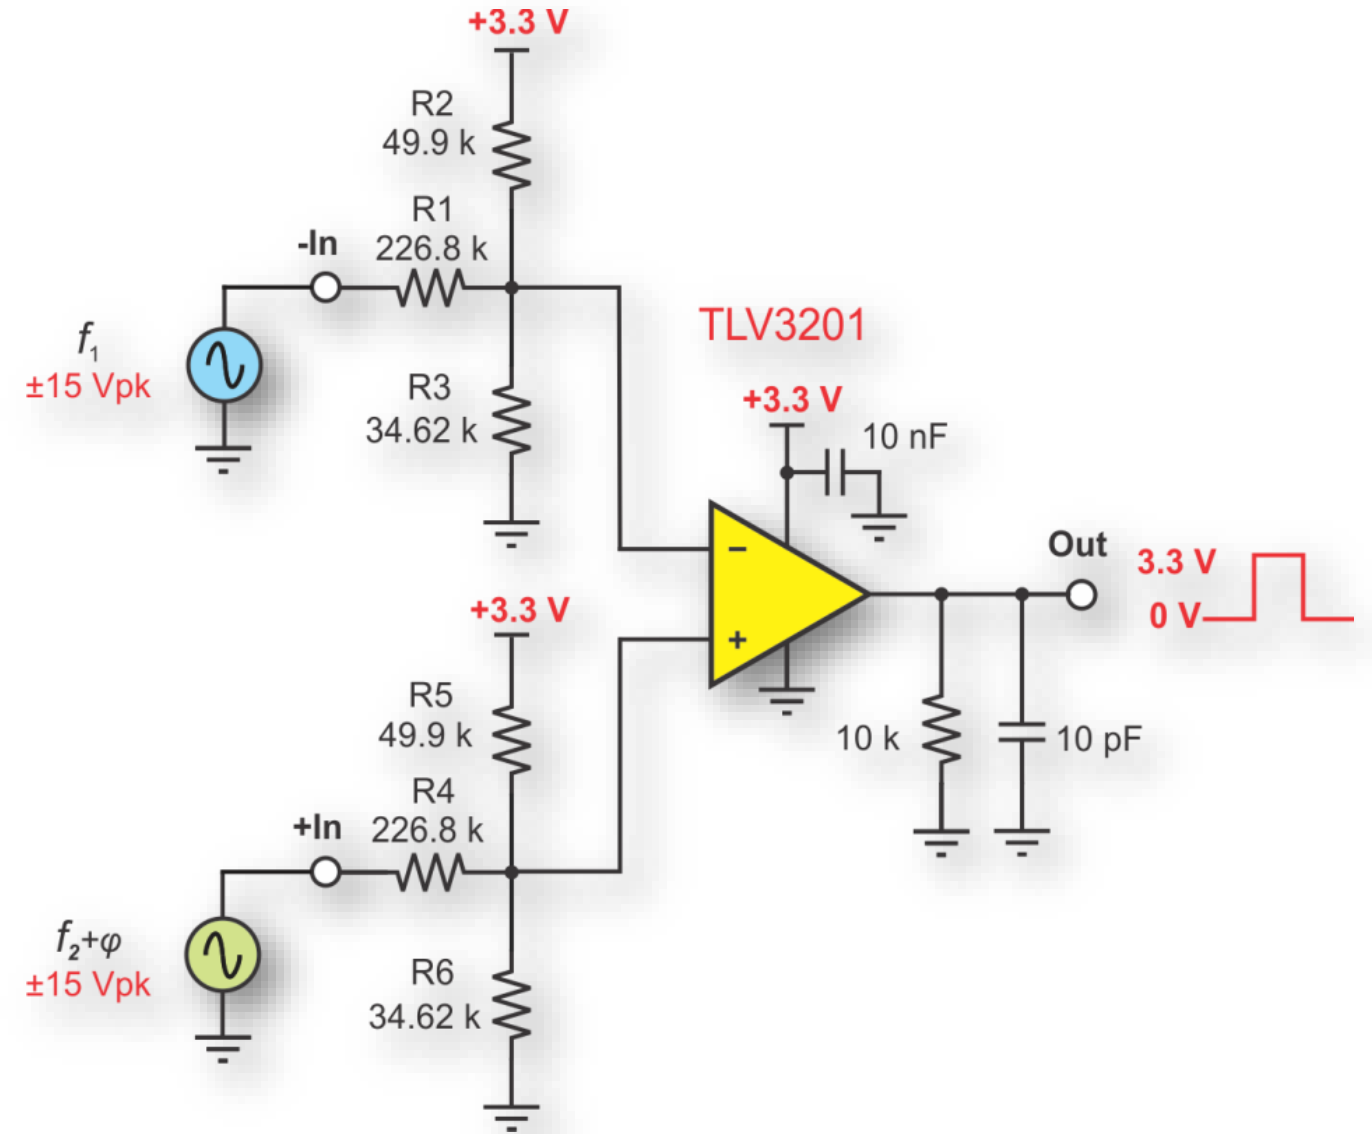 +3.3 V
R2
49.9 k
R1
-In
226.8 k
f₁
±15 Vpk
R3
34.62 k
TLV3201
+3.3 V
10 nF
−
+
Out
3.3 V
0 V
+3.3 V
R5
49.9 k
10 k
10 pF
R4
+In
226.8 k
f₂+φ
±15 Vpk
R6
34.62 k